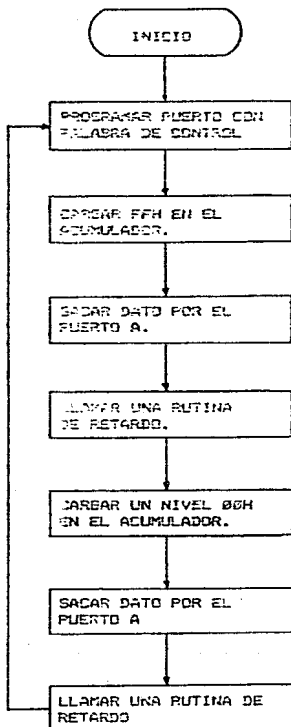 INICIO
PROGRAMAR PUERTO CON
PALABRA DE CONTROL
CARGAR FFH EN EL
ACUMULADOR.
SACAR DATO POR EL
PUERTO A.
LLAMAR UNA RUTINA
DE RETARDO.
CARGAR UN NIVEL 00H
EN EL ACUMULADOR.
SACAR DATO POR EL
PUERTO A
LLAMAR UNA RUTINA DE
RETARDO